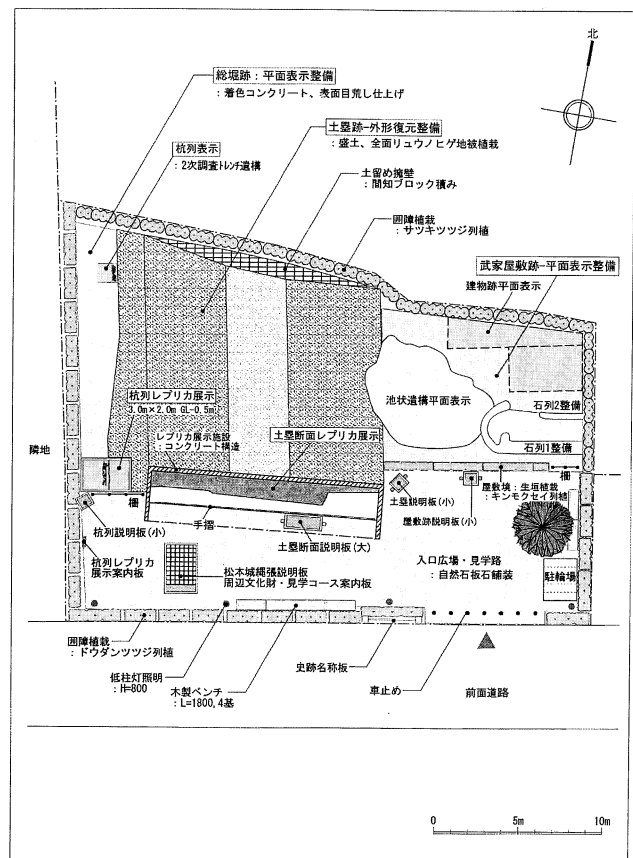 北
総堀跡：平面表示整備
：着色コンクリート、表面目荒し仕上げ
土塁跡-外形復元整備
：盛土、全面リュウノヒゲ地被植栽
杭列表示
：2次調査トレンチ遺構
土留め擁壁
：間知ブロック積み
囲障植栽
：サツキツツジ列植
武家屋敷跡-平面表示整備
建物跡平面表示
池状遺構平面表示
杭列レプリカ展示
3.0m×2.0m GL-0.5m
石列2整備
石列1整備
レプリカ展示施設
：コンクリート構造
土塁断面レプリカ展示
隣地
柵
柵
屋敷境：生垣植栽
：キンモクセイ列植
土塁説明板(小)
屋敷跡説明板(小)
手摺
杭列説明板(小)
土塁断面説明板(大)
杭列レプリカ
展示案内板
松本城縄張説明板
周辺文化財・見学コース案内板
入口広場・見学路
：自然石板石舗装
駐輪場
囲障植栽
：ドウダンツツジ列植
低柱灯照明
：H=800
木製ベンチ
：L=1800,4基
史跡名称板
車止め
前面道路
0 5m 10m